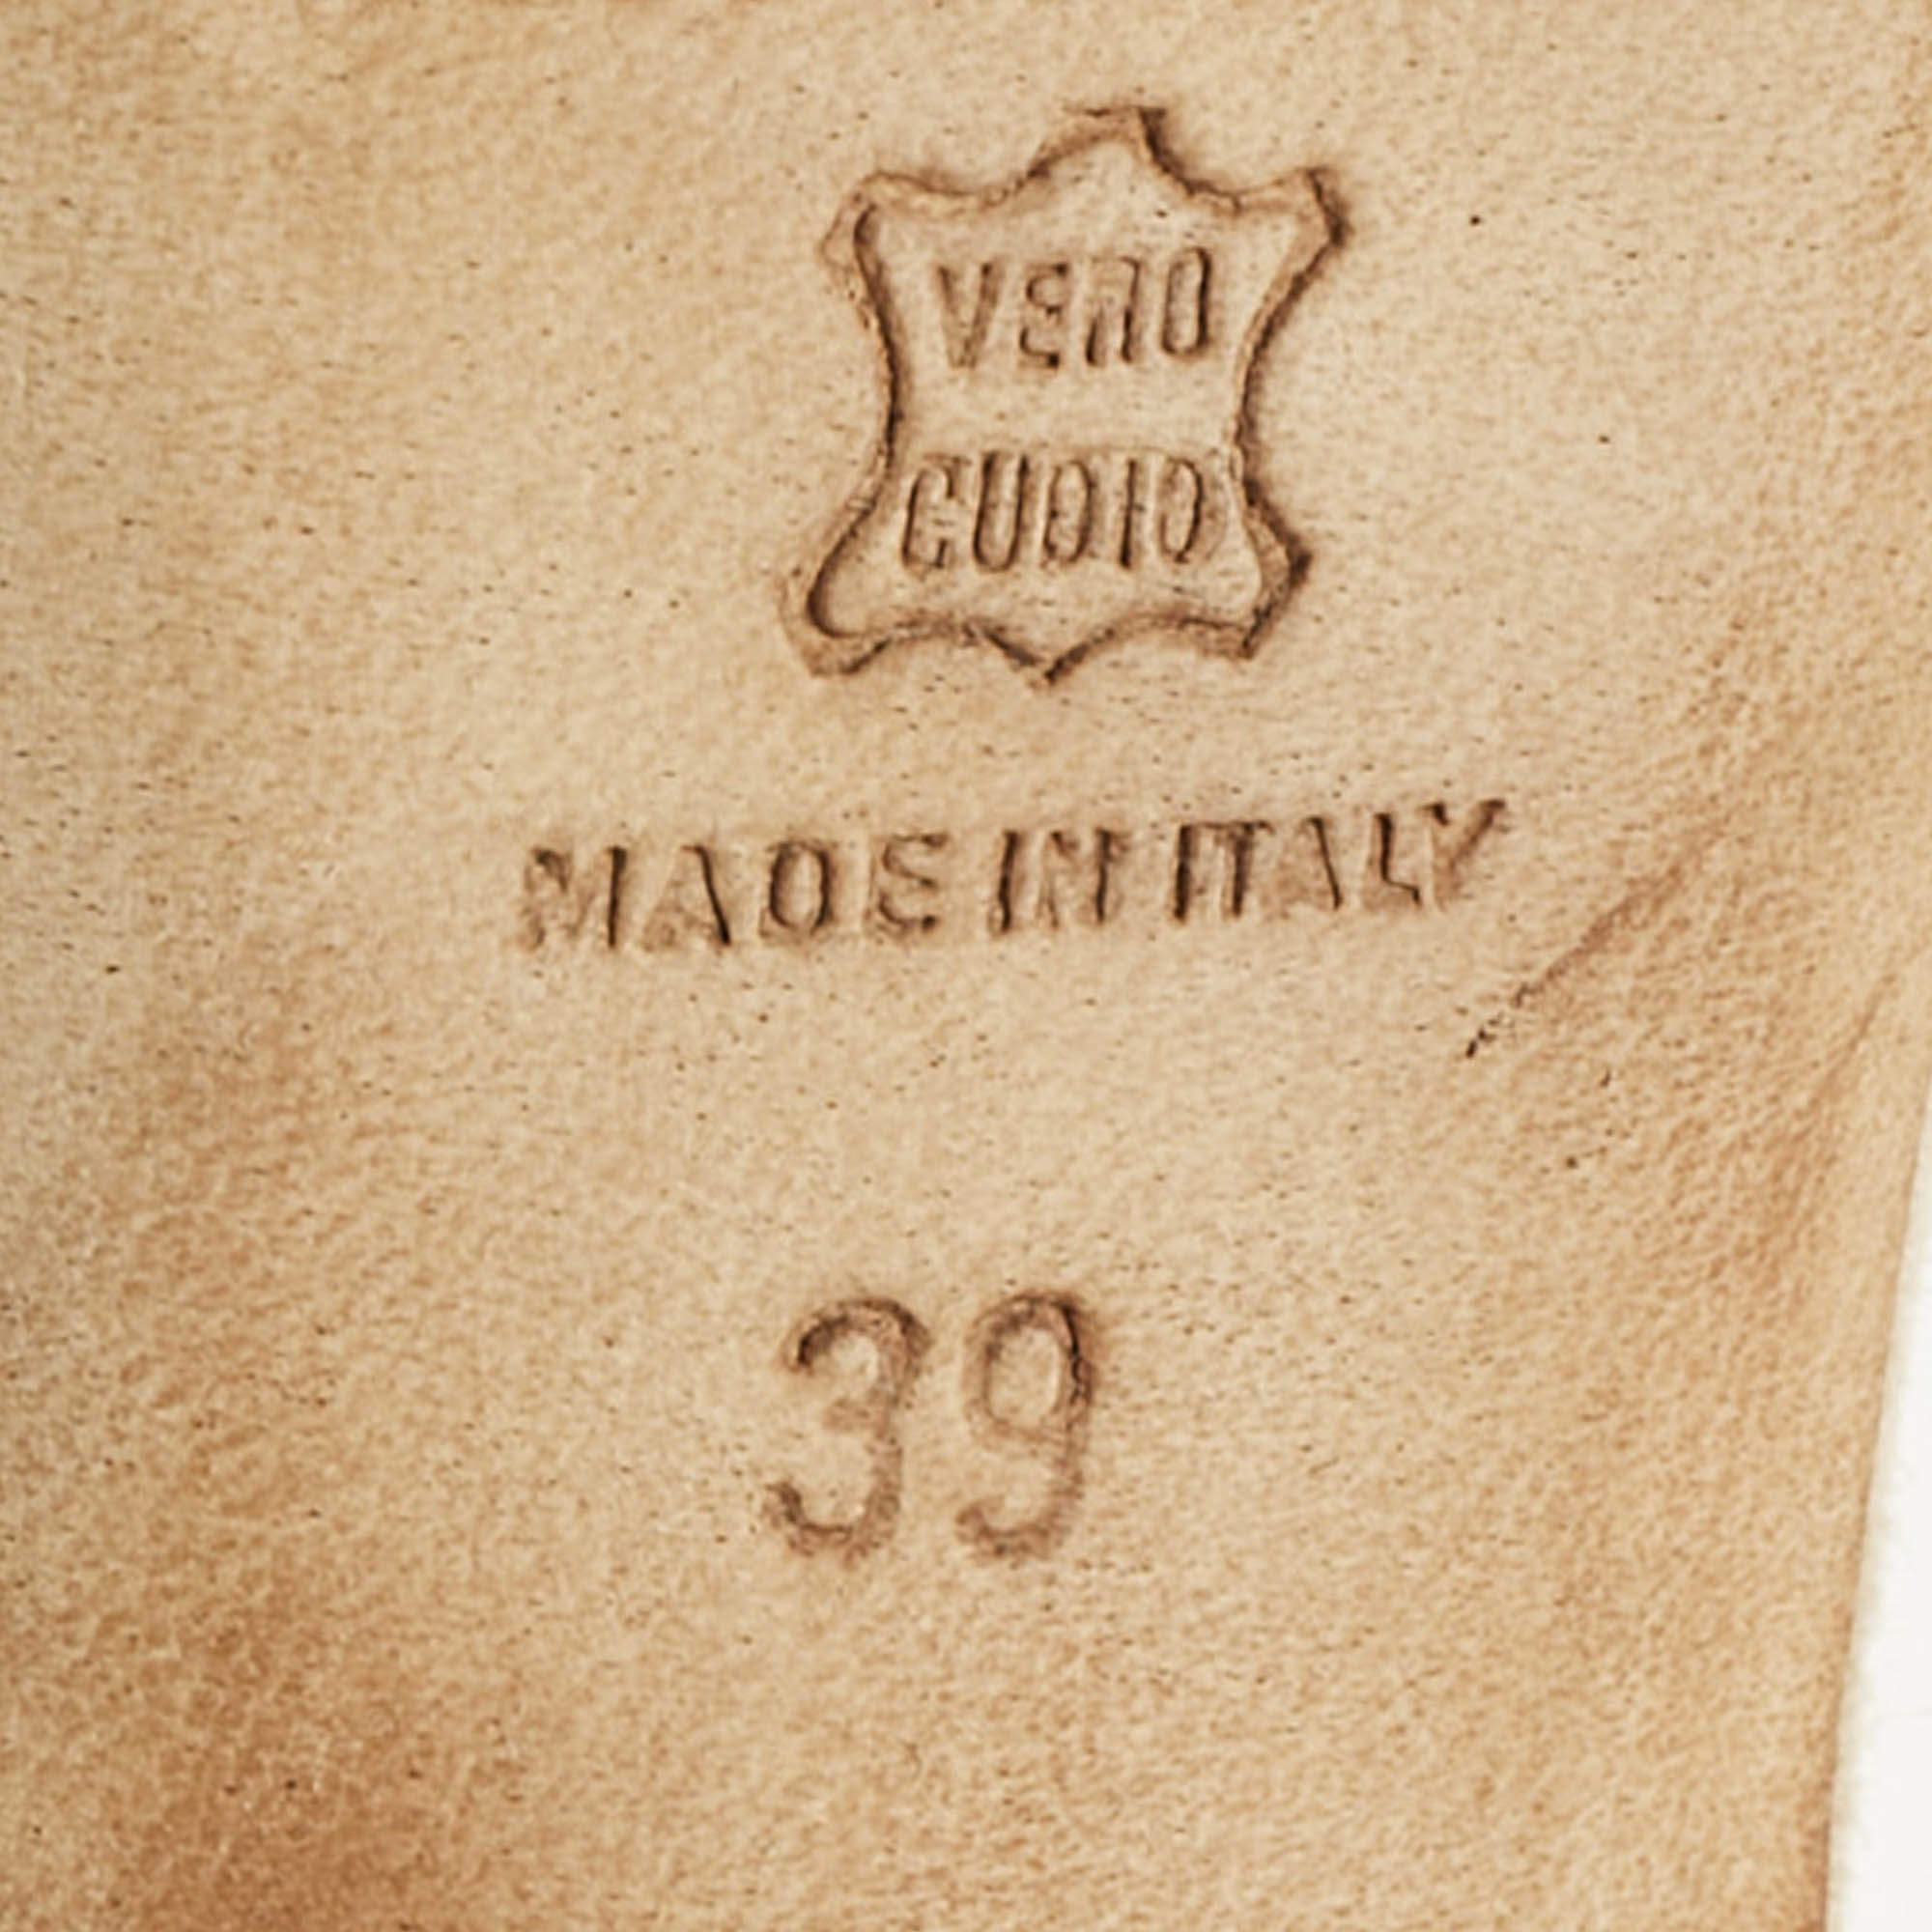 VERO
CUOIO
MADE IN ITALY
39